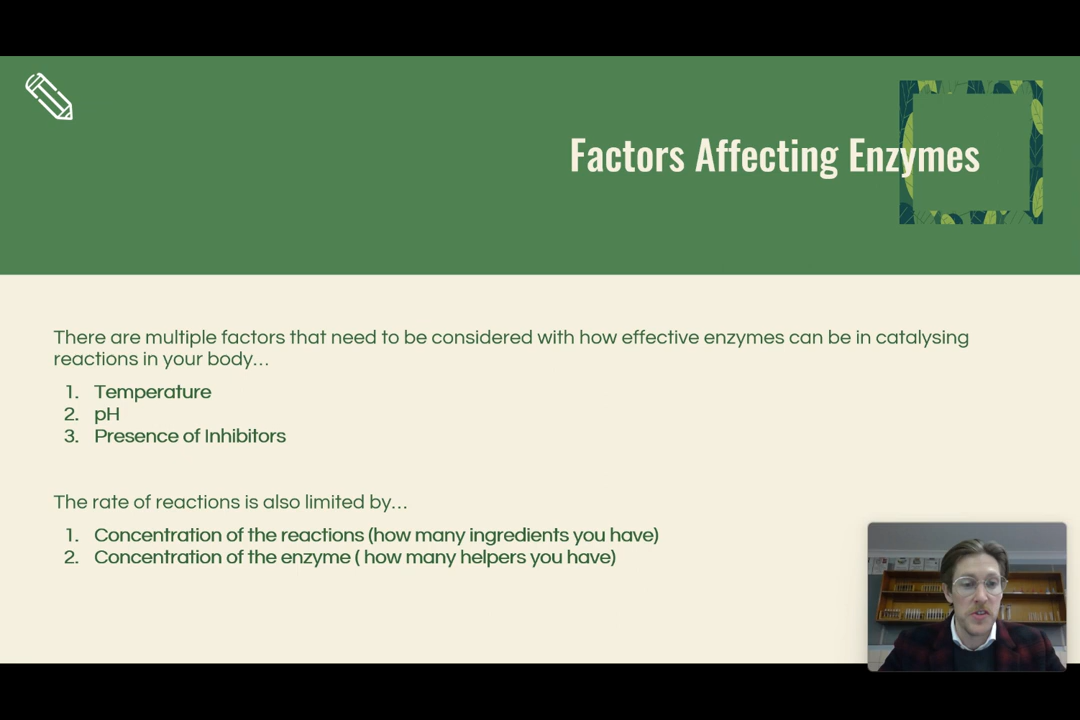 Factors Affecting Enzymes
There are multiple factors that need to be considered with how effective enzymes can be in catalysing
reactions in your body…
1. Temperature
2. pH
3. Presence of Inhibitors
The rate of reactions is also limited by…
1. Concentration of the reactions (how many ingredients you have)
2. Concentration of the enzyme ( how many helpers you have)